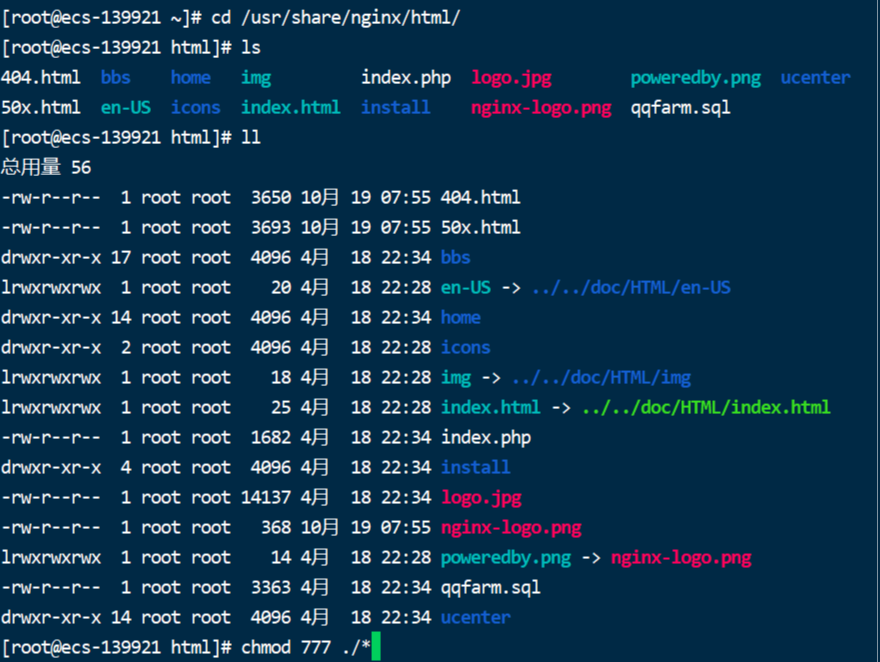 [root@ecs-139921 ~]# cd /usr/share/nginx/html/
[root@ecs-139921 html]# ls
404.html  bbs    home   img         index.php  logo.jpg        poweredby.png  ucenter
50x.html  en-US  icons  index.html  install    nginx-logo.png  qqfarm.sql
[root@ecs-139921 html]# ll
总用量 56
-rw-r--r--  1 root root  3650 10月 19 07:55 404.html
-rw-r--r--  1 root root  3693 10月 19 07:55 50x.html
drwxr-xr-x 17 root root  4096 4月  18 22:34 bbs
lrwxrwxrwx  1 root root    20 4月  18 22:28 en-US -> ../../doc/HTML/en-US
drwxr-xr-x 14 root root  4096 4月  18 22:34 home
drwxr-xr-x  2 root root  4096 4月  18 22:28 icons
lrwxrwxrwx  1 root root    18 4月  18 22:28 img -> ../../doc/HTML/img
lrwxrwxrwx  1 root root    25 4月  18 22:28 index.html -> ../../doc/HTML/index.html
-rw-r--r--  1 root root  1682 4月  18 22:34 index.php
drwxr-xr-x  4 root root  4096 4月  18 22:34 install
-rw-r--r--  1 root root 14137 4月  18 22:34 logo.jpg
-rw-r--r--  1 root root   368 10月 19 07:55 nginx-logo.png
lrwxrwxrwx  1 root root    14 4月  18 22:28 poweredby.png -> nginx-logo.png
-rw-r--r--  1 root root  3363 4月  18 22:34 qqfarm.sql
drwxr-xr-x 14 root root  4096 4月  18 22:34 ucenter
[root@ecs-139921 html]# chmod 777 ./*